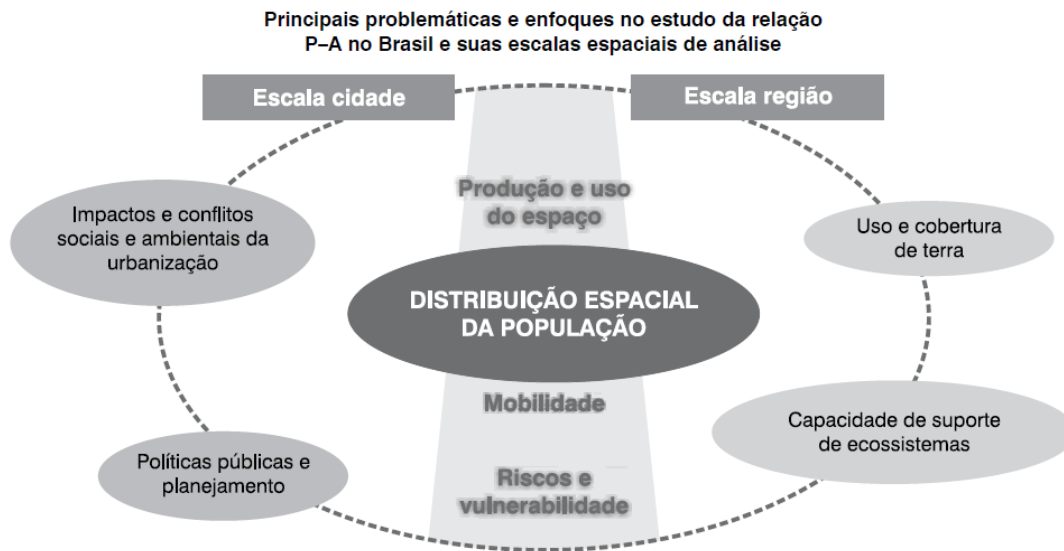 Principais problemáticas e enfoques no estudo da relação
P–A no Brasil e suas escalas espaciais de análise
Escala cidade
Escala região
Produção e uso
do espaço
Impactos e conflitos
sociais e ambientais da
urbanização
Uso e cobertura
de terra
DISTRIBUIÇÃO ESPACIAL
DA POPULAÇÃO
Mobilidade
Capacidade de suporte
de ecossistemas
Políticas públicas e
planejamento
Riscos e
vulnerabilidade